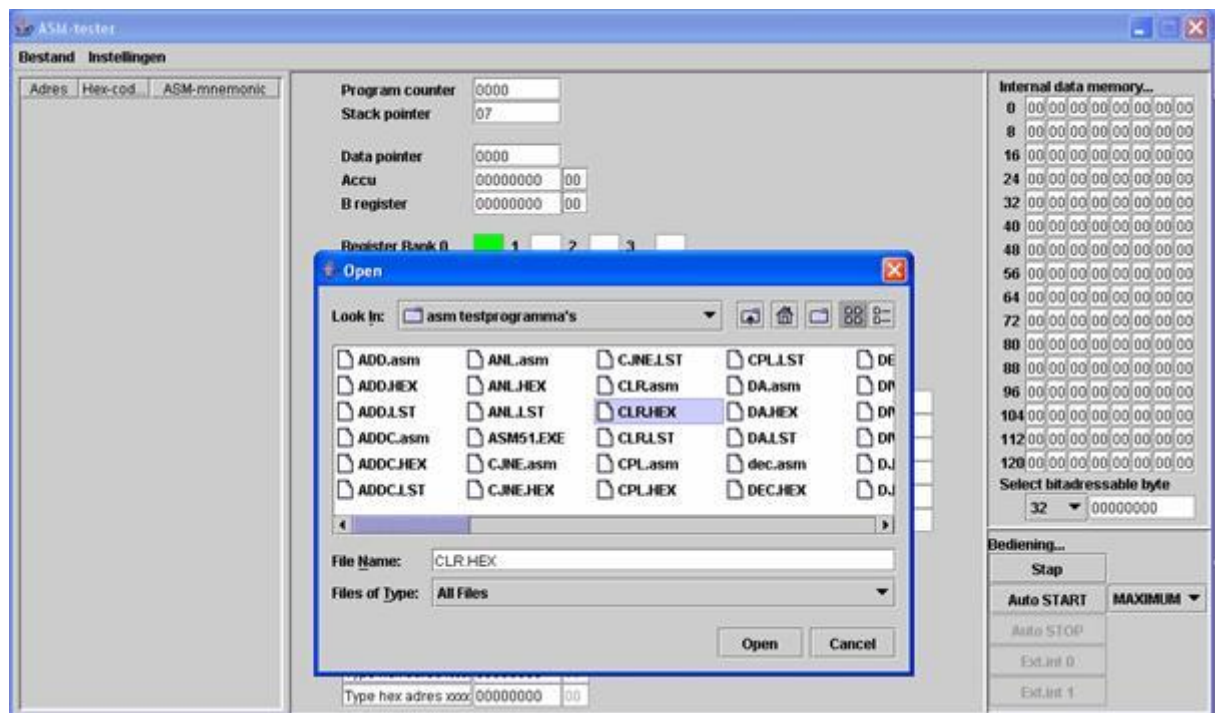 ASM-tester
Bestand Instellingen
Adres Hex-cod... ASM-mnemonic
Program counter 0000
Stack pointer 07
Data pointer 0000
Accu 00000000 00
B register 00000000 00
Register Bank 0 1 2 3
Open
Look In: asm testprogramma's
ADD.asm ANL.asm CJNE.LST CPL.LST DE
ADD.HEX ANL.HEX CLR.asm DA.asm
ADD.LST ANL.LST CLR.HEX DA.HEX
ADDC.asm ASM51.EXE CLR.LST DA.LST
ADDC.HEX CJNE.asm CPL.asm dec.asm
ADDC.LST CJNE.HEX CPL.HEX DEC.HEX
File Name: CLR.HEX
Files of Type: All Files
Open Cancel
Type hex adres xxxx 00000000 00
Internal data memory...
0 00 00 00 00 00 00 00 00
8 00 00 00 00 00 00 00 00
16 00 00 00 00 00 00 00 00
24 00 00 00 00 00 00 00 00
32 00 00 00 00 00 00 00 00
40 00 00 00 00 00 00 00 00
48 00 00 00 00 00 00 00 00
56 00 00 00 00 00 00 00 00
64 00 00 00 00 00 00 00 00
72 00 00 00 00 00 00 00 00
80 00 00 00 00 00 00 00 00
88 00 00 00 00 00 00 00 00
96 00 00 00 00 00 00 00 00
104 00 00 00 00 00 00 00 00
112 00 00 00 00 00 00 00 00
120 00 00 00 00 00 00 00 00
Select bitadressable byte
32 00000000
Bediening...
Stap
Auto START MAXIMUM
Auto STOP
Ext.int 0
Ext.int 1